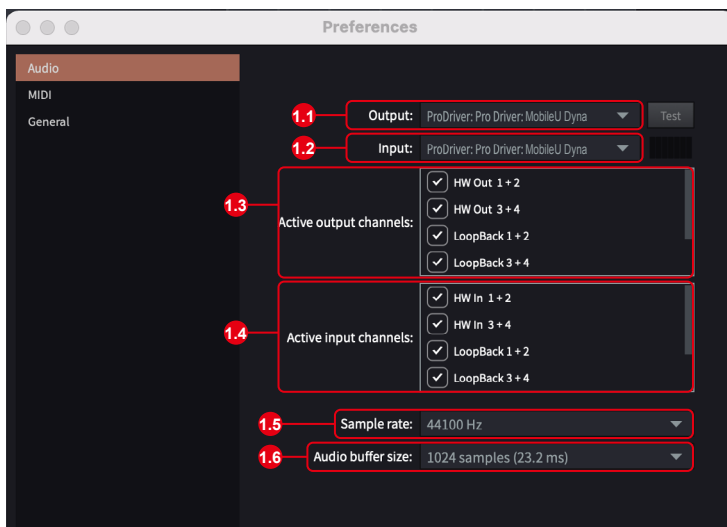 Preferences
Audio
MIDI
General
1.1 Output: ProDriver: Pro Driver: MobileU Dyna Test
1.2 Input: ProDriver: Pro Driver: MobileU Dyna
1.3 Active output channels:
HW Out 1 + 2
HW Out 3 + 4
LoopBack 1 + 2
LoopBack 3 + 4
1.4 Active input channels:
HW In 1 + 2
HW In 3 + 4
LoopBack 1 + 2
LoopBack 3 + 4
1.5 Sample rate: 44100 Hz
1.6 Audio buffer size: 1024 samples (23.2 ms)